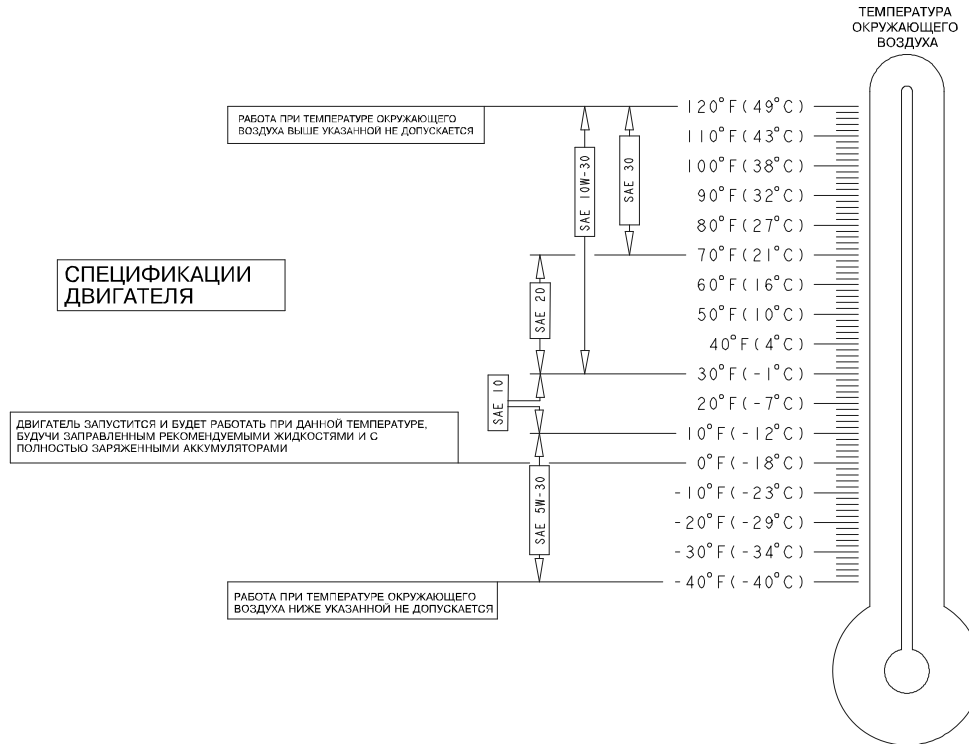 ТЕМПЕРАТУРА
ОКРУЖАЮЩЕГО
ВОЗДУХА
РАБОТА ПРИ ТЕМПЕРАТУРЕ ОКРУЖАЮЩЕГО
ВОЗДУХА ВЫШЕ УКАЗАННОЙ НЕ ДОПУСКАЕТСЯ
120°F(49°C)
110°F(43°C)
100°F(38°C)
90°F(32°C)
80°F(27°C)
70°F(21°C)
60°F(16°C)
50°F(10°C)
40°F(4°C)
30°F(-1°C)
20°F(-7°C)
10°F(-12°C)
0°F(-18°C)
-10°F(-23°C)
-20°F(-29°C)
-30°F(-34°C)
-40°F(-40°C)
SAE 10W-30
SAE 30
SAE 20
SAE 10
SAE 5W-30
СПЕЦИФИКАЦИИ
ДВИГАТЕЛЯ
ДВИГАТЕЛЬ ЗАПУСТИТСЯ И БУДЕТ РАБОТАТЬ ПРИ ДАННОЙ ТЕМПЕРАТУРЕ,
БУДУЧИ ЗАПРАВЛЕННЫМ РЕКОМЕНДУЕМЫМИ ЖИДКОСТЯМИ И С
ПОЛНОСТЬЮ ЗАРЯЖЕННЫМИ АККУМУЛЯТОРАМИ
РАБОТА ПРИ ТЕМПЕРАТУРЕ ОКРУЖАЮЩЕГО
ВОЗДУХА НИЖЕ УКАЗАННОЙ НЕ ДОПУСКАЕТСЯ